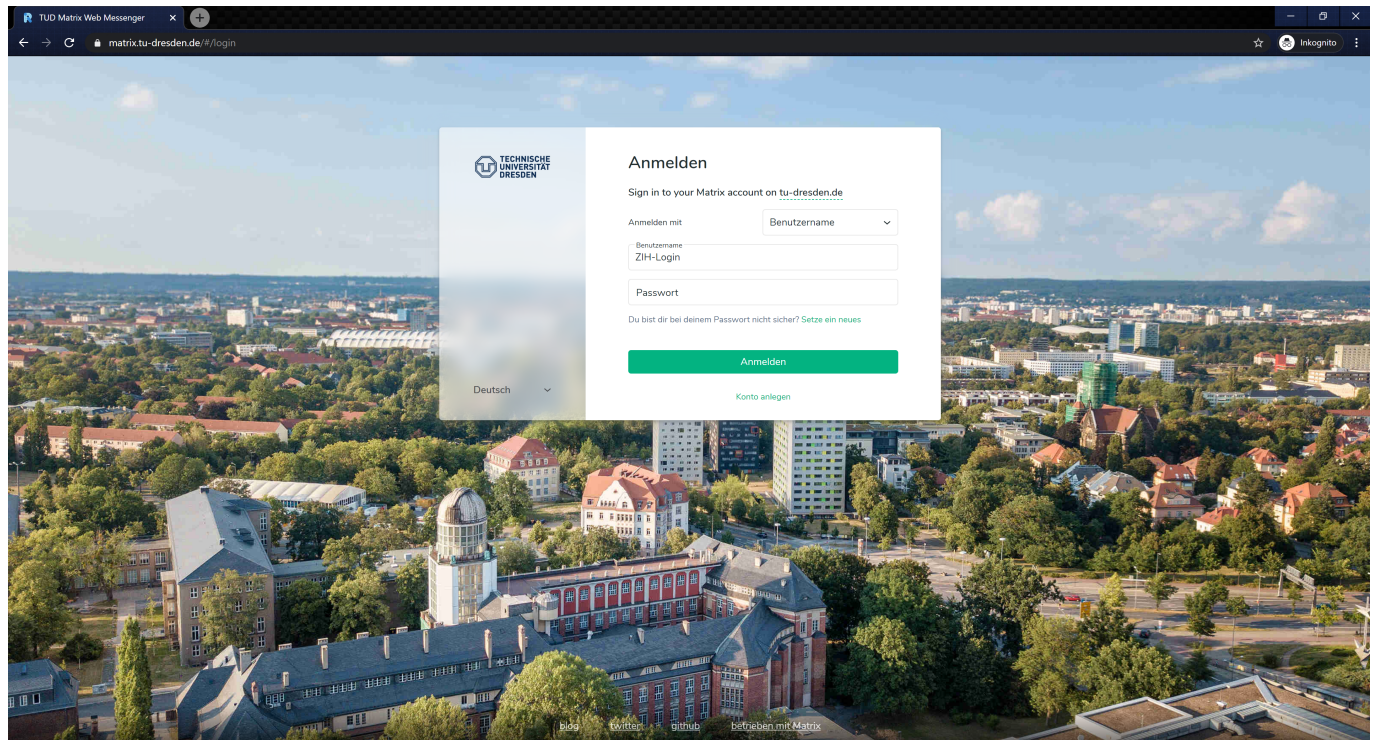 TUD Matrix Web Messenger
matrix.tu-dresden.de/#/login
Inkognito
TECHNISCHE
UNIVERSITÄT
DRESDEN
Deutsch
Anmelden
Sign in to your Matrix account on tu-dresden.de
Anmelden mit
Benutzername
Benutzername
ZIH-Login
Passwort
Du bist dir bei deinem Passwort nicht sicher? Setze ein neues
Anmelden
Konto anlegen
blog twitter github betrieben mit Matrix